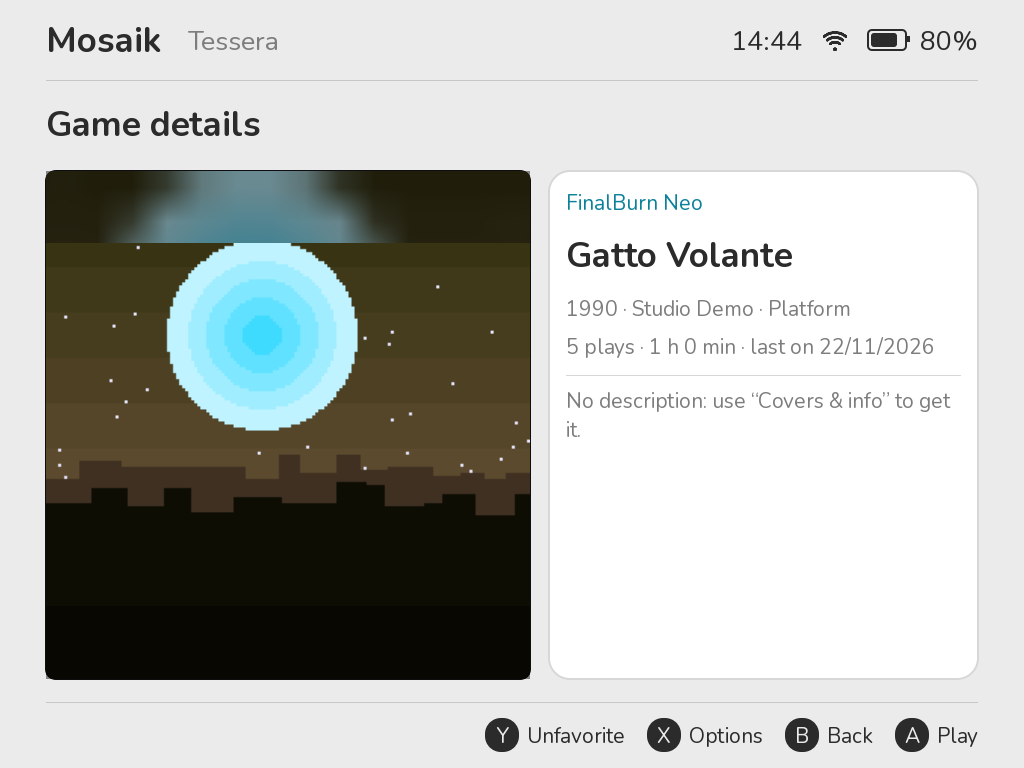 Mosaik Tessera 14:44 80%
Game details
FinalBurn Neo
Gatto Volante
1990 · Studio Demo · Platform
5 plays · 1 h 0 min · last on 22/11/2026
No description: use “Covers & info” to get
it.
Y Unfavorite X Options B Back A Play